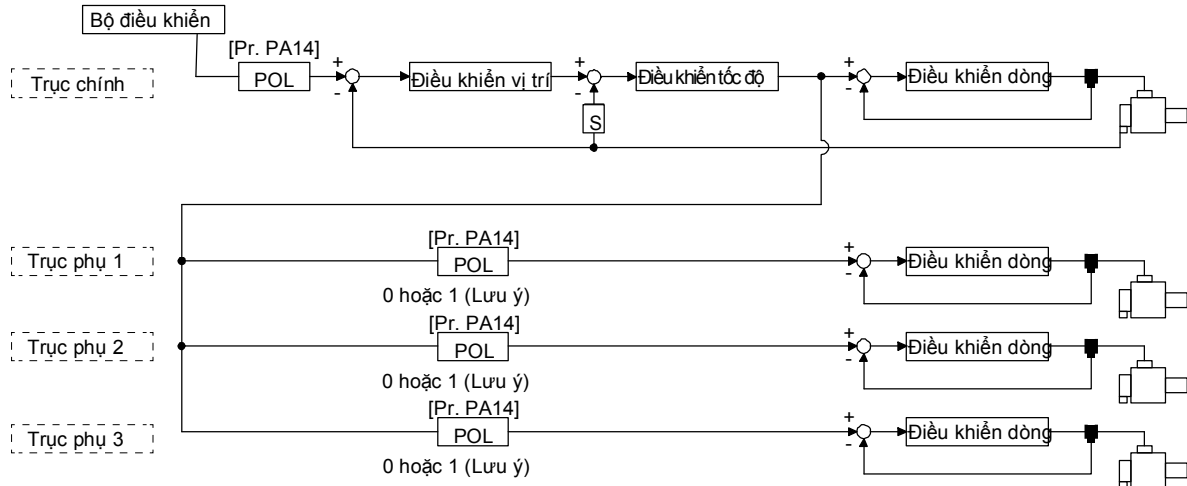 Bộ điều khiển
[Pr. PA14]
Trục chính
POL
+
-
Điều khiển vị trí
+
-
Điều khiển tốc độ
+
-
Điều khiển dòng
S
Trục phụ 1
[Pr. PA14]
POL
0 hoặc 1 (Lưu ý)
+
-
Điều khiển dòng
Trục phụ 2
[Pr. PA14]
POL
0 hoặc 1 (Lưu ý)
+
-
Điều khiển dòng
Trục phụ 3
[Pr. PA14]
POL
0 hoặc 1 (Lưu ý)
+
-
Điều khiển dòng